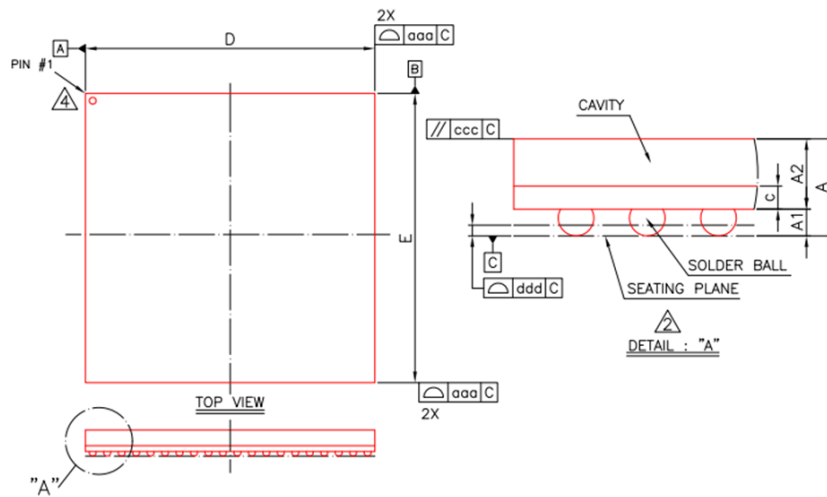 2X
D
aaa C
A
PIN #1
B
4
CAVITY
// ccc C
A2
A
c
E
A1
C
SOLDER BALL
ddd C
SEATING PLANE
2
DETAIL : "A"
aaa C
TOP VIEW
2X
"A"